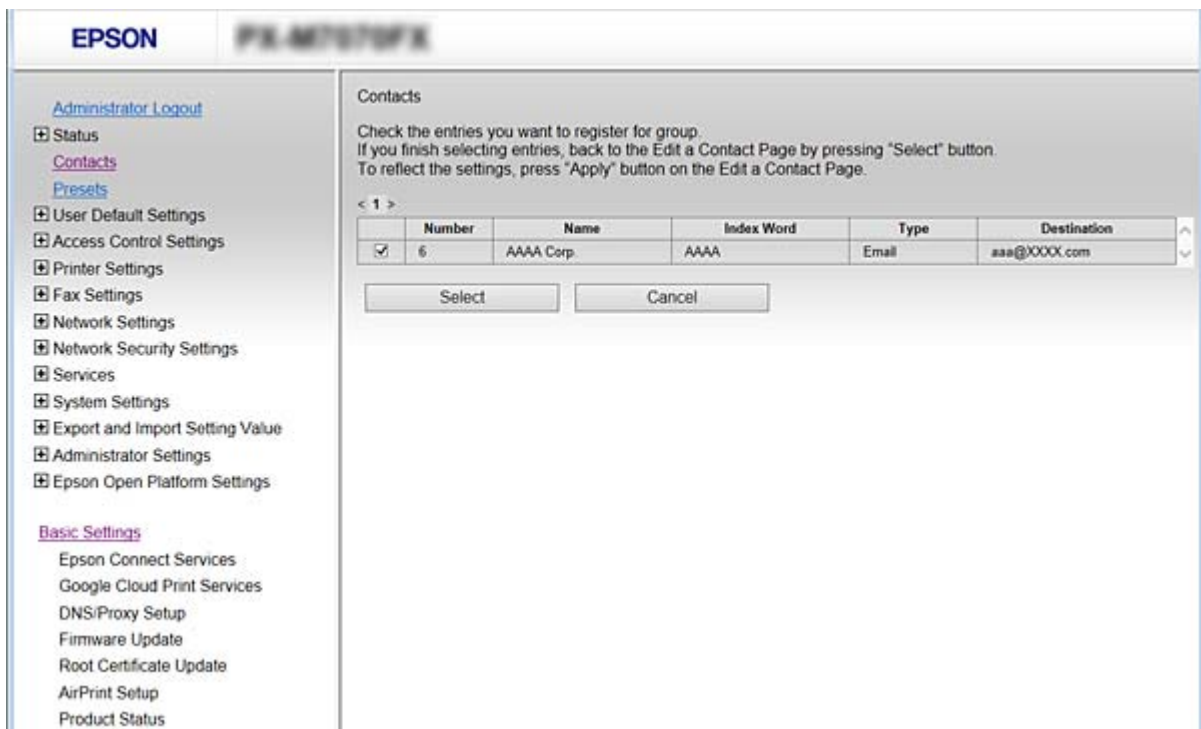 EPSON
Administrator Logout
Status
Contacts
Presets
User Default Settings
Access Control Settings
Printer Settings
Fax Settings
Network Settings
Network Security Settings
Services
System Settings
Export and Import Setting Value
Administrator Settings
Epson Open Platform Settings
Basic Settings
Epson Connect Services
Google Cloud Print Services
DNS/Proxy Setup
Firmware Update
Root Certificate Update
AirPrint Setup
Product Status
Contacts
Check the entries you want to register for group.
If you finish selecting entries, back to the Edit a Contact Page by pressing "Select" button.
To reflect the settings, press "Apply" button on the Edit a Contact Page.
< 1 >
Number Name Index Word Type Destination
6 AAAA Corp. AAAA Email aaa@XXXX.com
Select Cancel